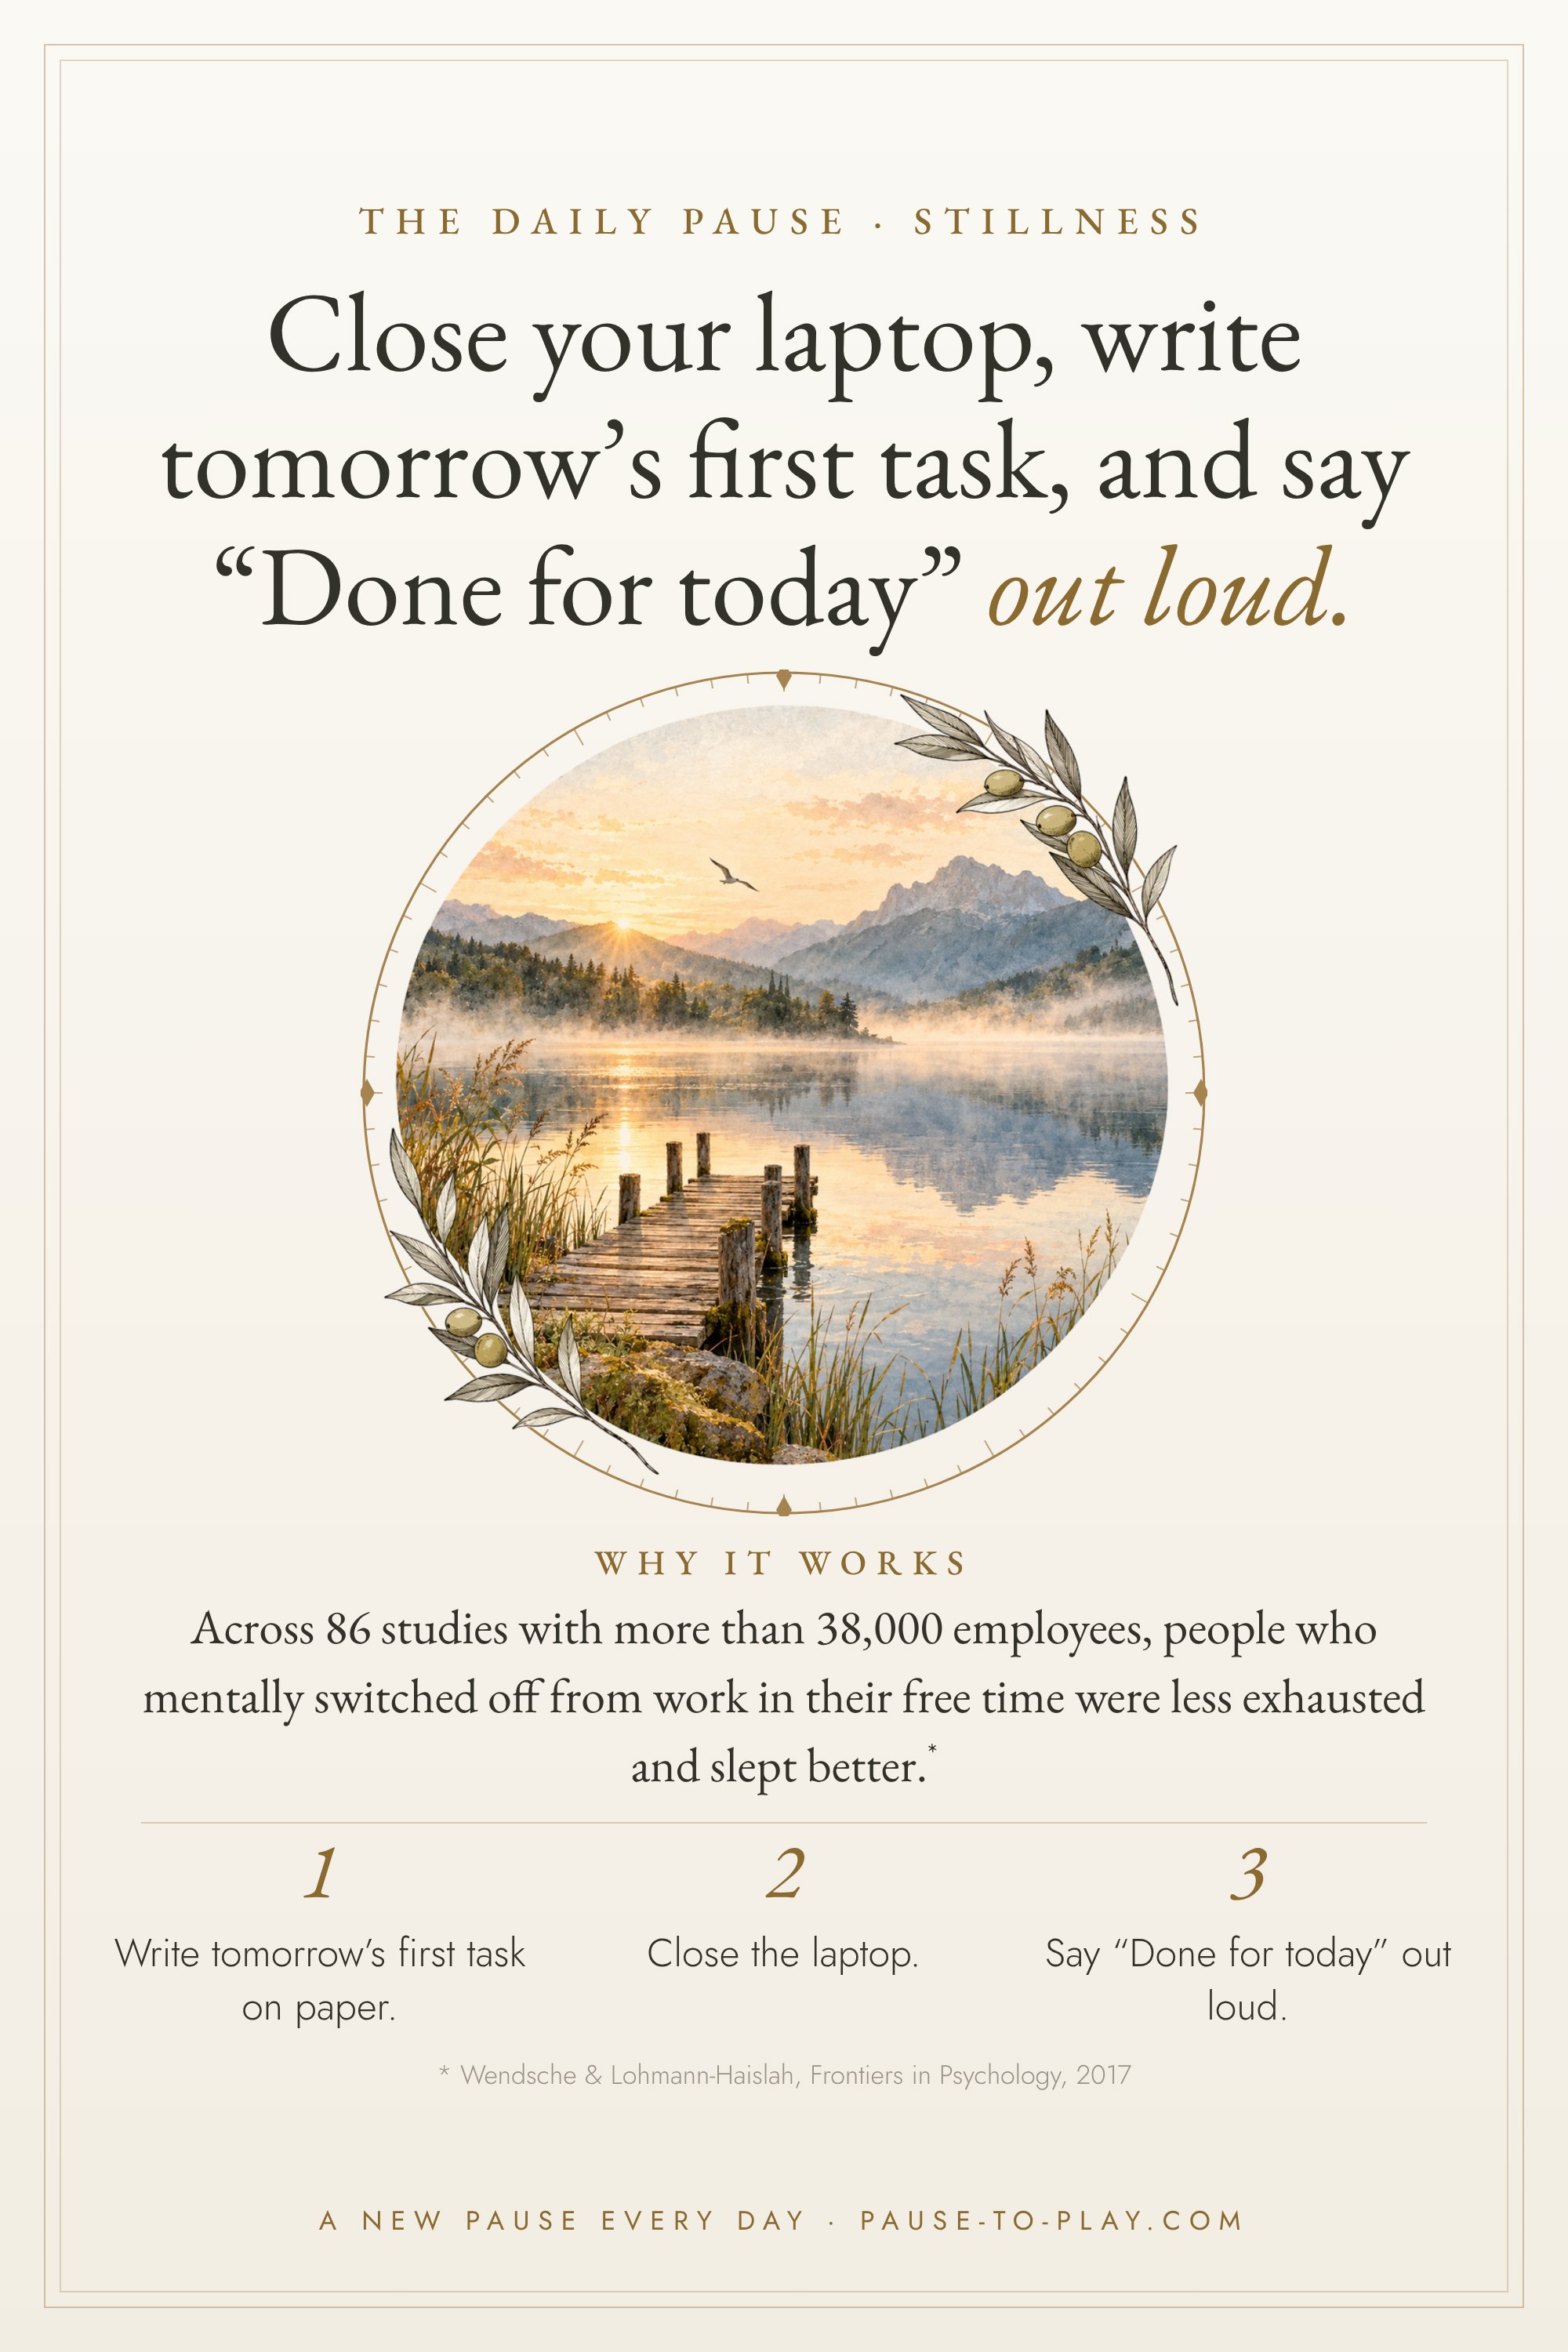 THE DAILY PAUSE · STILLNESS
Close your laptop, write
tomorrow’s first task, and say
“Done for today” out loud.
WHY IT WORKS
Across 86 studies with more than 38,000 employees, people who
mentally switched off from work in their free time were less exhausted
and slept better.*
1
Write tomorrow’s first task
on paper.
2
Close the laptop.
3
Say “Done for today” out
loud.
* Wendsche & Lohmann-Haislah, Frontiers in Psychology, 2017
A NEW PAUSE EVERY DAY · PAUSE-TO-PLAY.COM